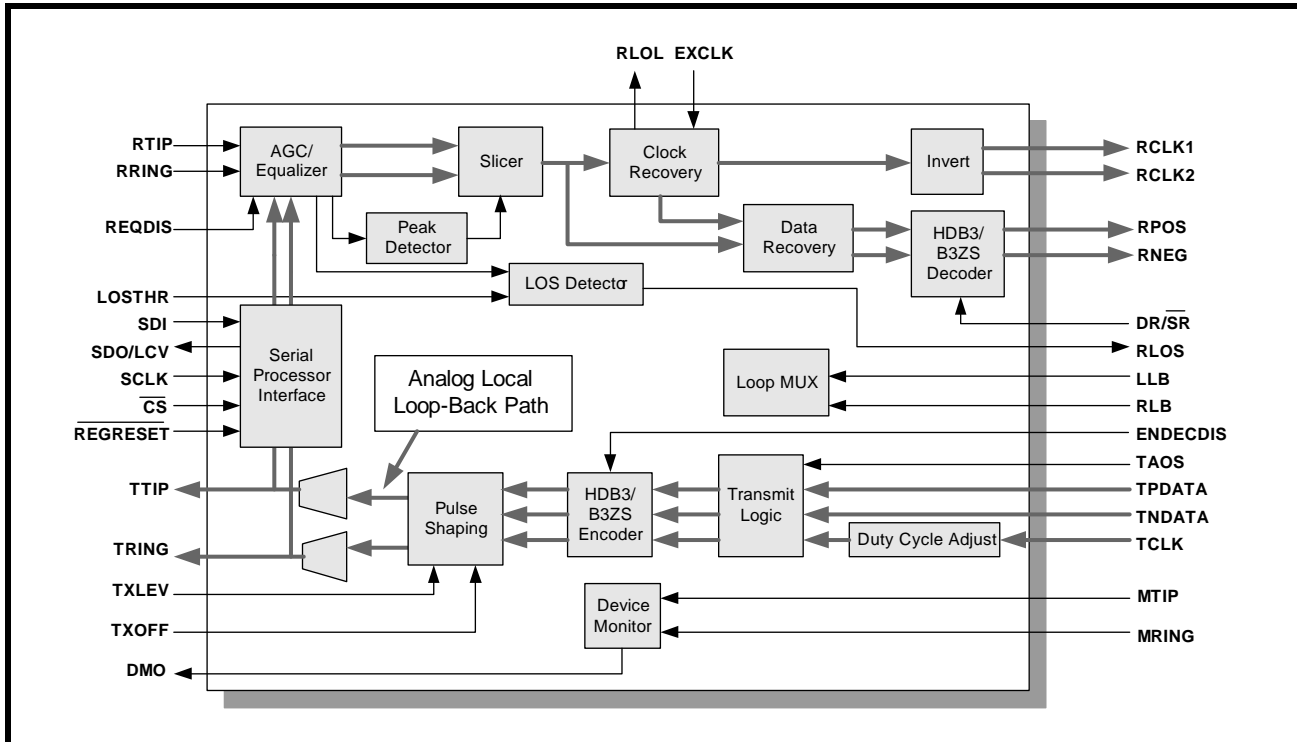 RLOL EXCLK
RTIP
RRING
REQDIS
AGC/
Equalizer
Slicer
Clock
Recovery
Invert
RCLK1
RCLK2
Peak
Detector
Data
Recovery
HDB3/
B3ZS
Decoder
RPOS
RNEG
LOSTHR
LOS Detector
DR/SR
RLOS
SDI
SDO/LCV
SCLK
CS
REGRESET
Serial
Processor
Interface
Analog Local
Loop-Back Path
Loop MUX
LLB
RLB
ENDECDIS
TAOS
TPDATA
TNDATA
TCLK
TTIP
TRING
Pulse
Shaping
HDB3/
B3ZS
Encoder
Transmit
Logic
Duty Cycle Adjust
TXLEV
TXOFF
DMO
Device
Monitor
MTIP
MRING